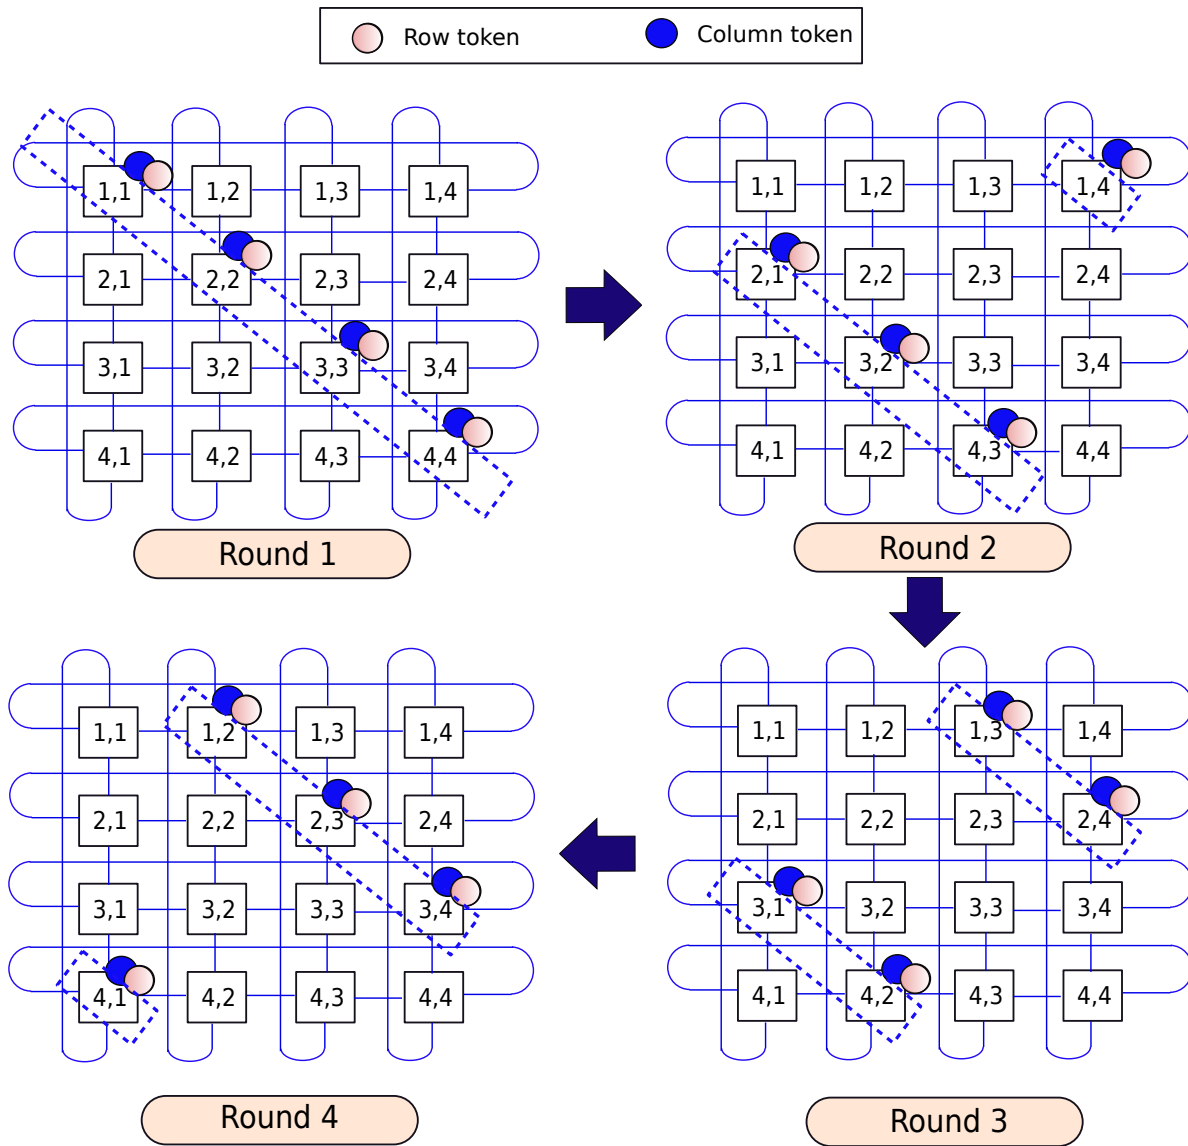 Row token Column token
1,1 1,2 1,3 1,4
2,1 2,2 2,3 2,4
3,1 3,2 3,3 3,4
4,1 4,2 4,3 4,4
Round 1
1,1 1,2 1,3 1,4
2,1 2,2 2,3 2,4
3,1 3,2 3,3 3,4
4,1 4,2 4,3 4,4
Round 2
1,1 1,2 1,3 1,4
2,1 2,2 2,3 2,4
3,1 3,2 3,3 3,4
4,1 4,2 4,3 4,4
Round 4
1,1 1,2 1,3 1,4
2,1 2,2 2,3 2,4
3,1 3,2 3,3 3,4
4,1 4,2 4,3 4,4
Round 3